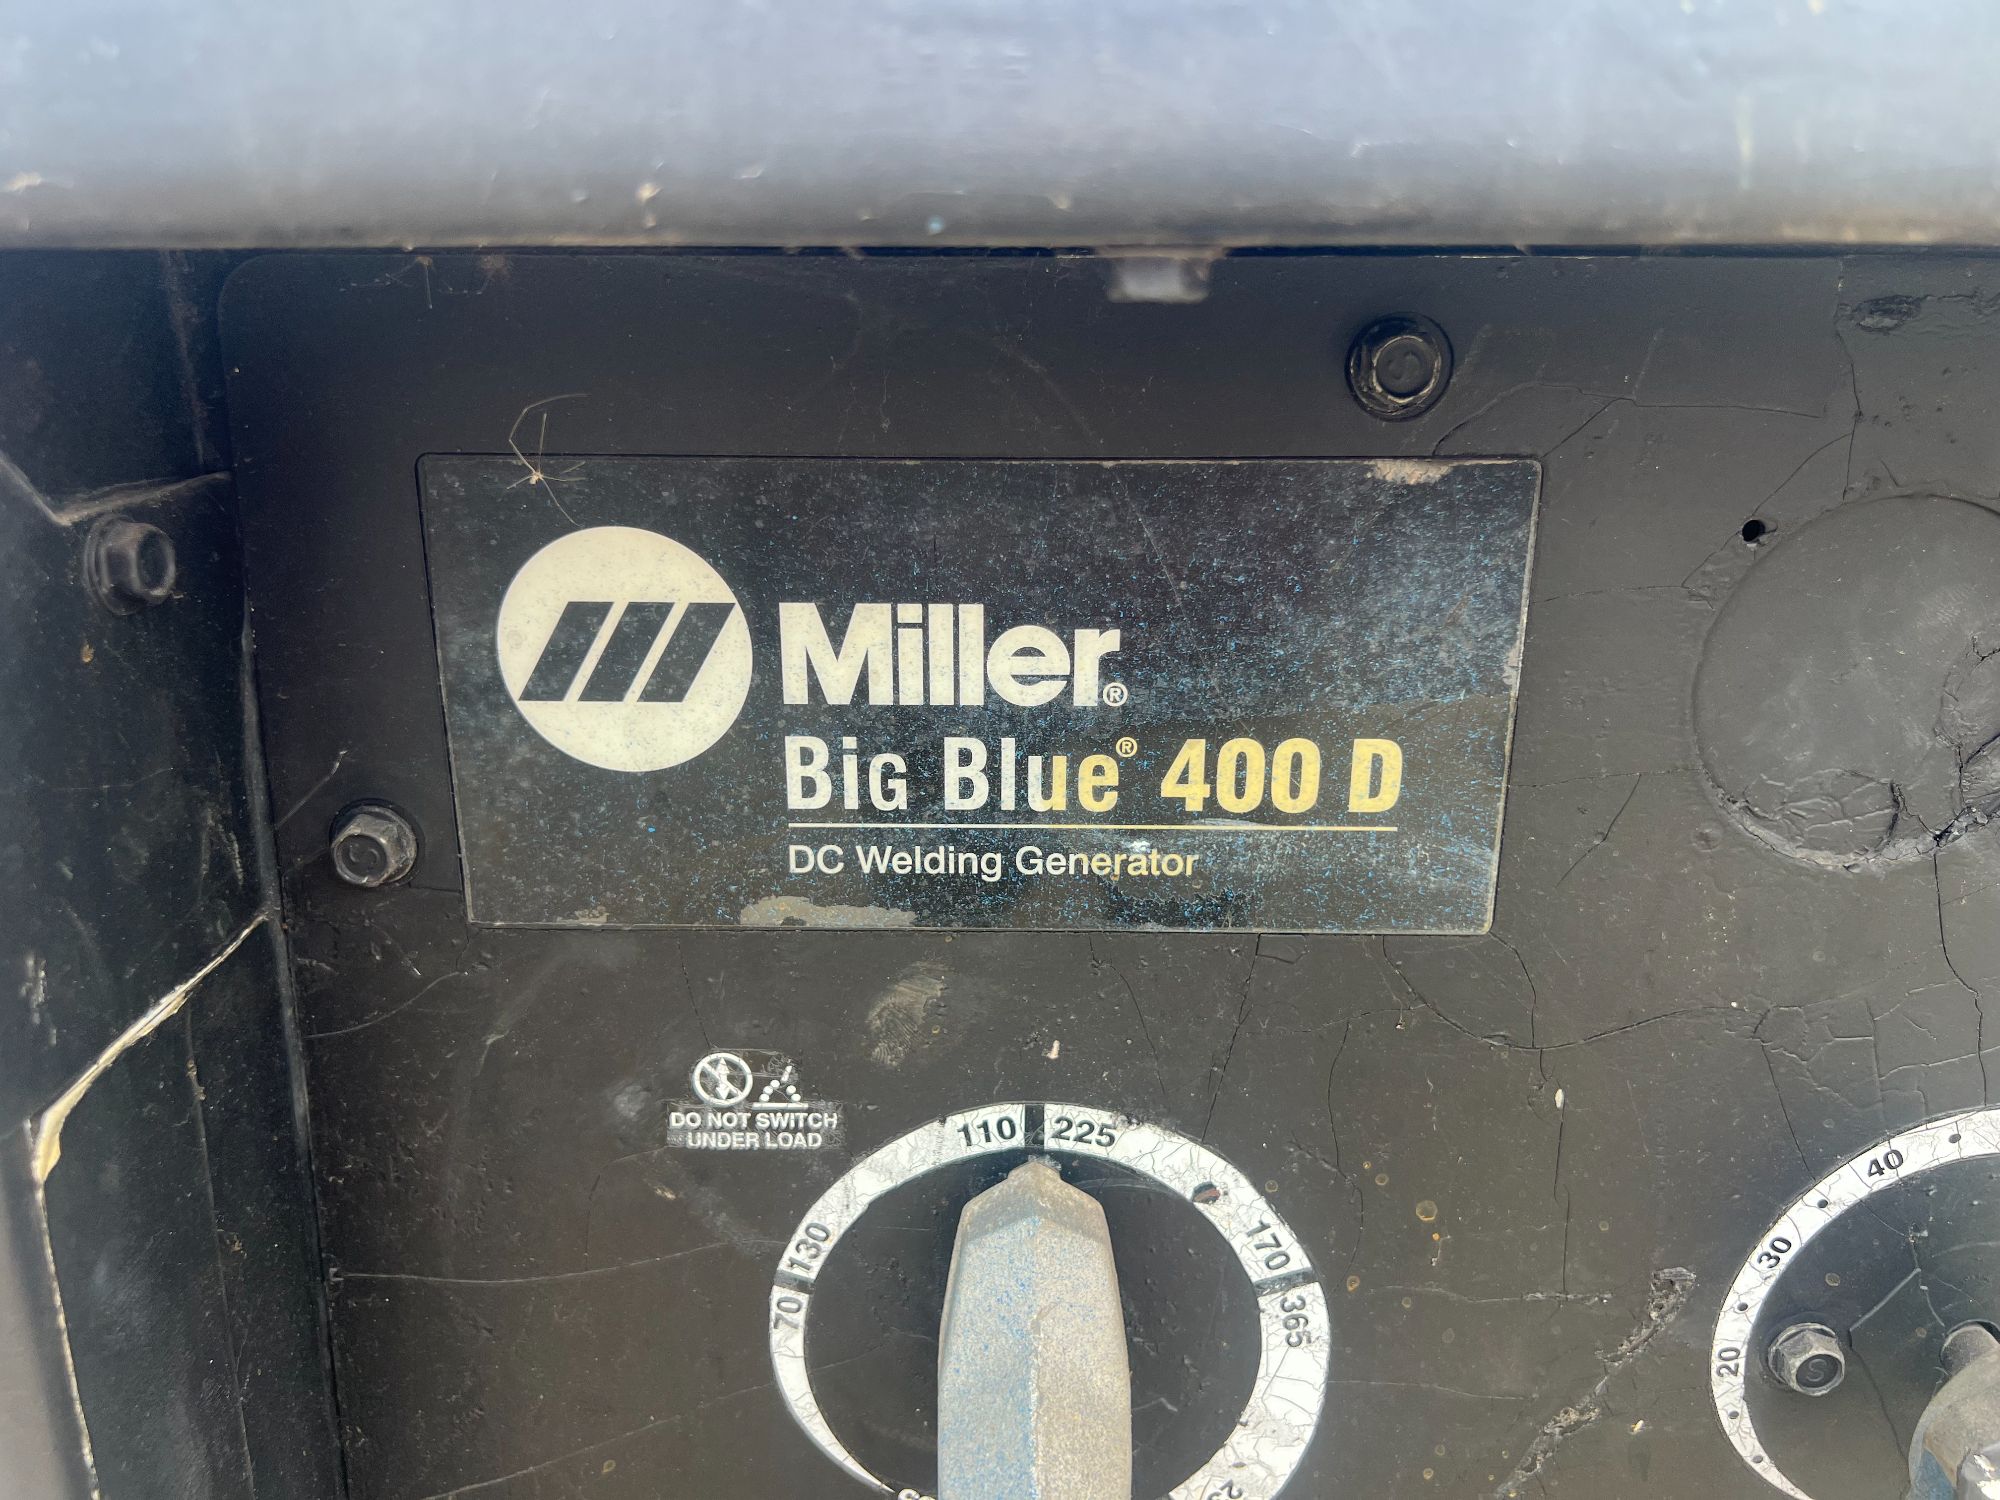 Miller®
Big Blue® 400 D
DC Welding Generator
DO NOT SWITCH
UNDER LOAD
110 225
130
170
70
365
40
30
20